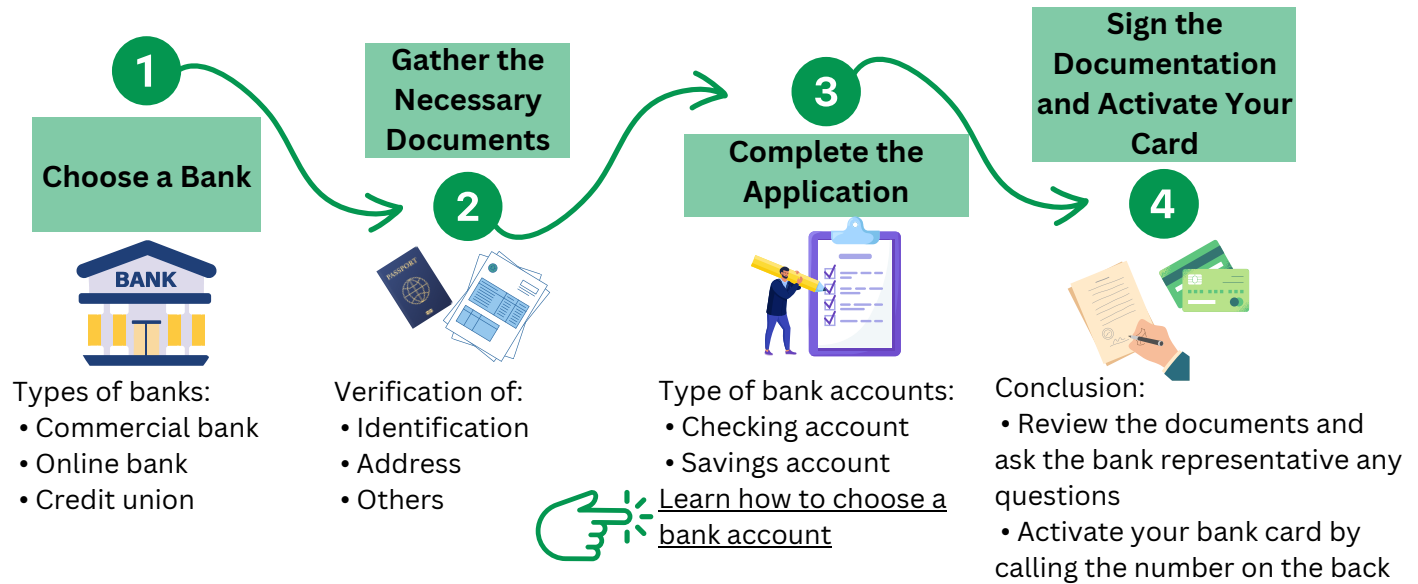 1
Choose a Bank
BANK
Types of banks:
• Commercial bank
• Online bank
• Credit union
Gather the
Necessary
Documents
2
PASSPORT
Verification of:
• Identification
• Address
• Others
3
Complete the
Application
Type of bank accounts:
• Checking account
• Savings account
Learn how to choose a
bank account
Sign the
Documentation
and Activate Your
Card
4
Conclusion:
• Review the documents and
ask the bank representative any
questions
• Activate your bank card by
calling the number on the back